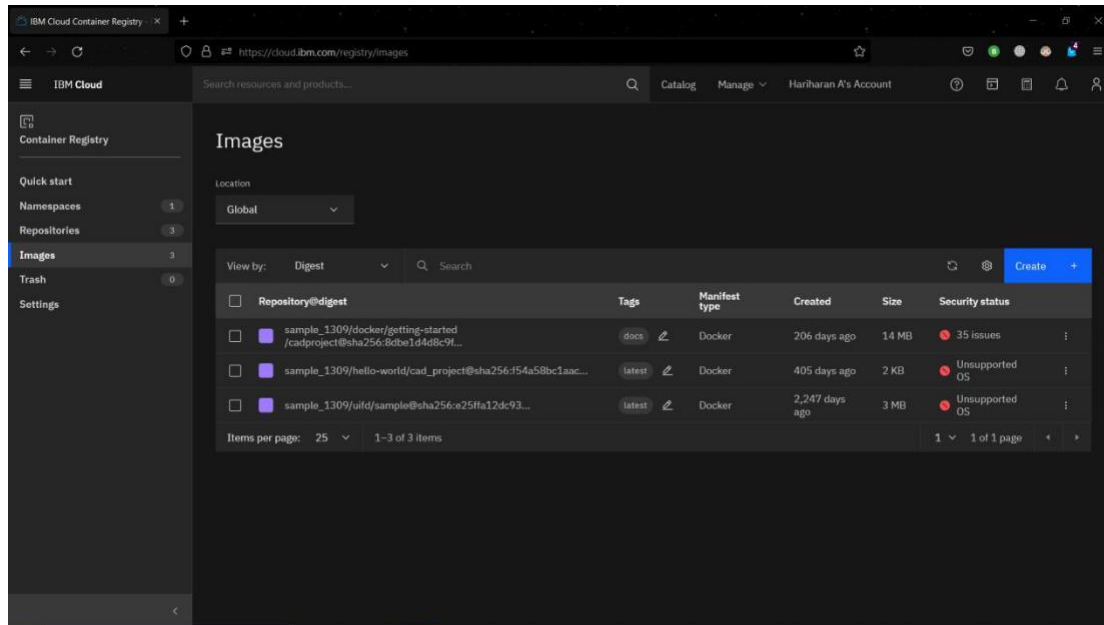 IBM Cloud Container Registry -
https://cloud.ibm.com/registry/images
4
IBM Cloud
Search resources and products...
Catalog
Manage
Hariharan A's Account
Container Registry
Quick start
Namespaces 1
Repositories 3
Images 3
Trash 0
Settings
Images
Location
Global
View by: Digest
Search
Create +
Repository@digest Tags Manifest type Created Size Security status
sample_1309/docker/getting-started
/cadproject@sha256:8dbe1d4d8c9f...
docs Docker 206 days ago 14 MB 35 issues
sample_1309/hello-world/cad_project@sha256:f54a58bc1aac... latest Docker 405 days ago 2 KB Unsupported OS
sample_1309/uifd/sample@sha256:e25ffa12dc93... latest Docker 2,247 days ago 3 MB Unsupported OS
Items per page: 25 1–3 of 3 items 1 1 of 1 page